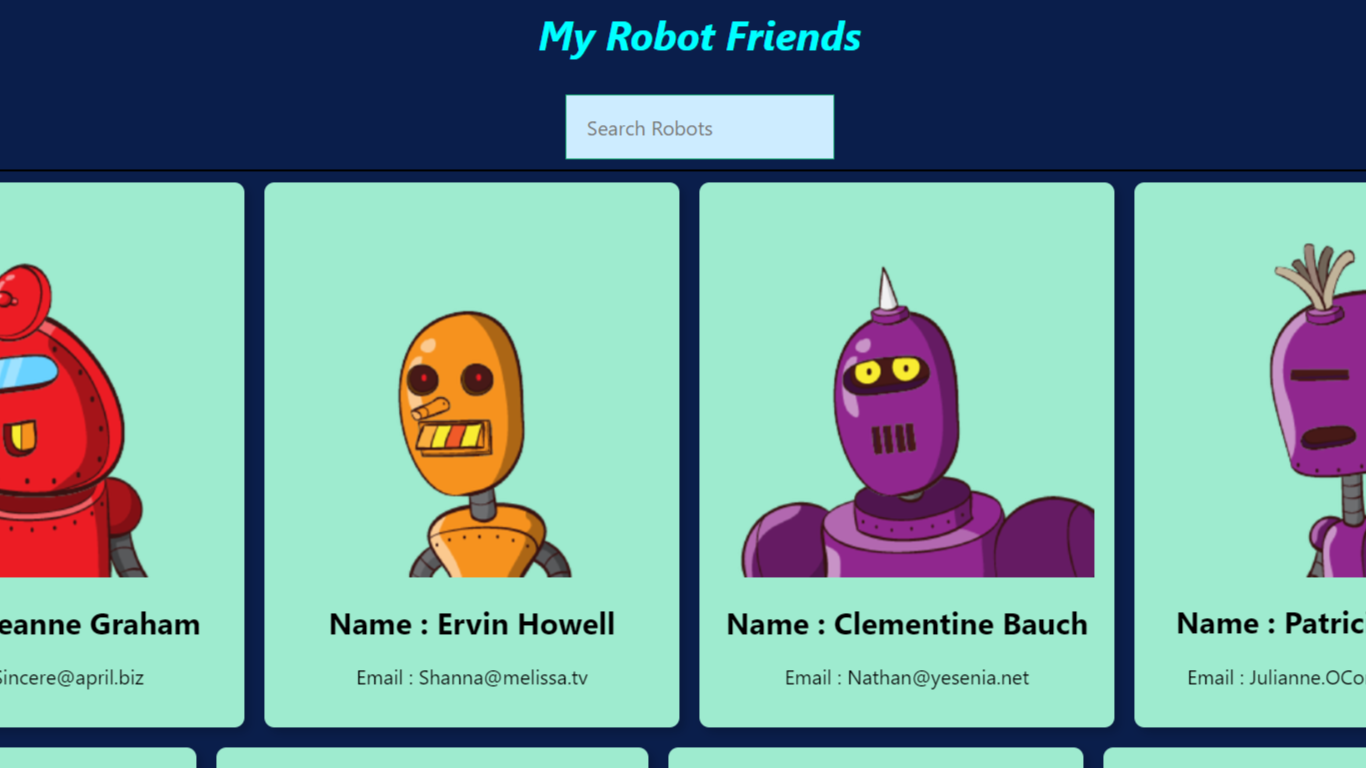 My Robot Friends
Search Robots
eanne Graham
Sincere@april.biz
Name : Ervin Howell
Email : Shanna@melissa.tv
Name : Clementine Bauch
Email : Nathan@yesenia.net
Name : Patric
Email : Julianne.OCo